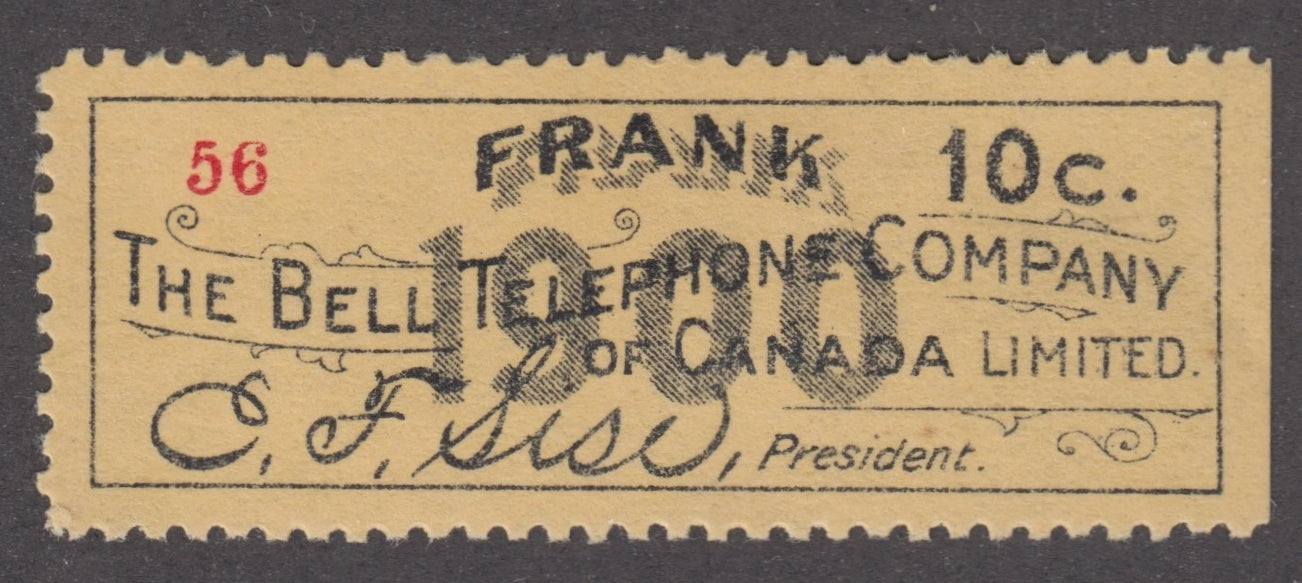 FRANK
56
10c.
1900
THE BELL TELEPHONE COMPANY
OF CANADA LIMITED.
C. F. Sise, President.